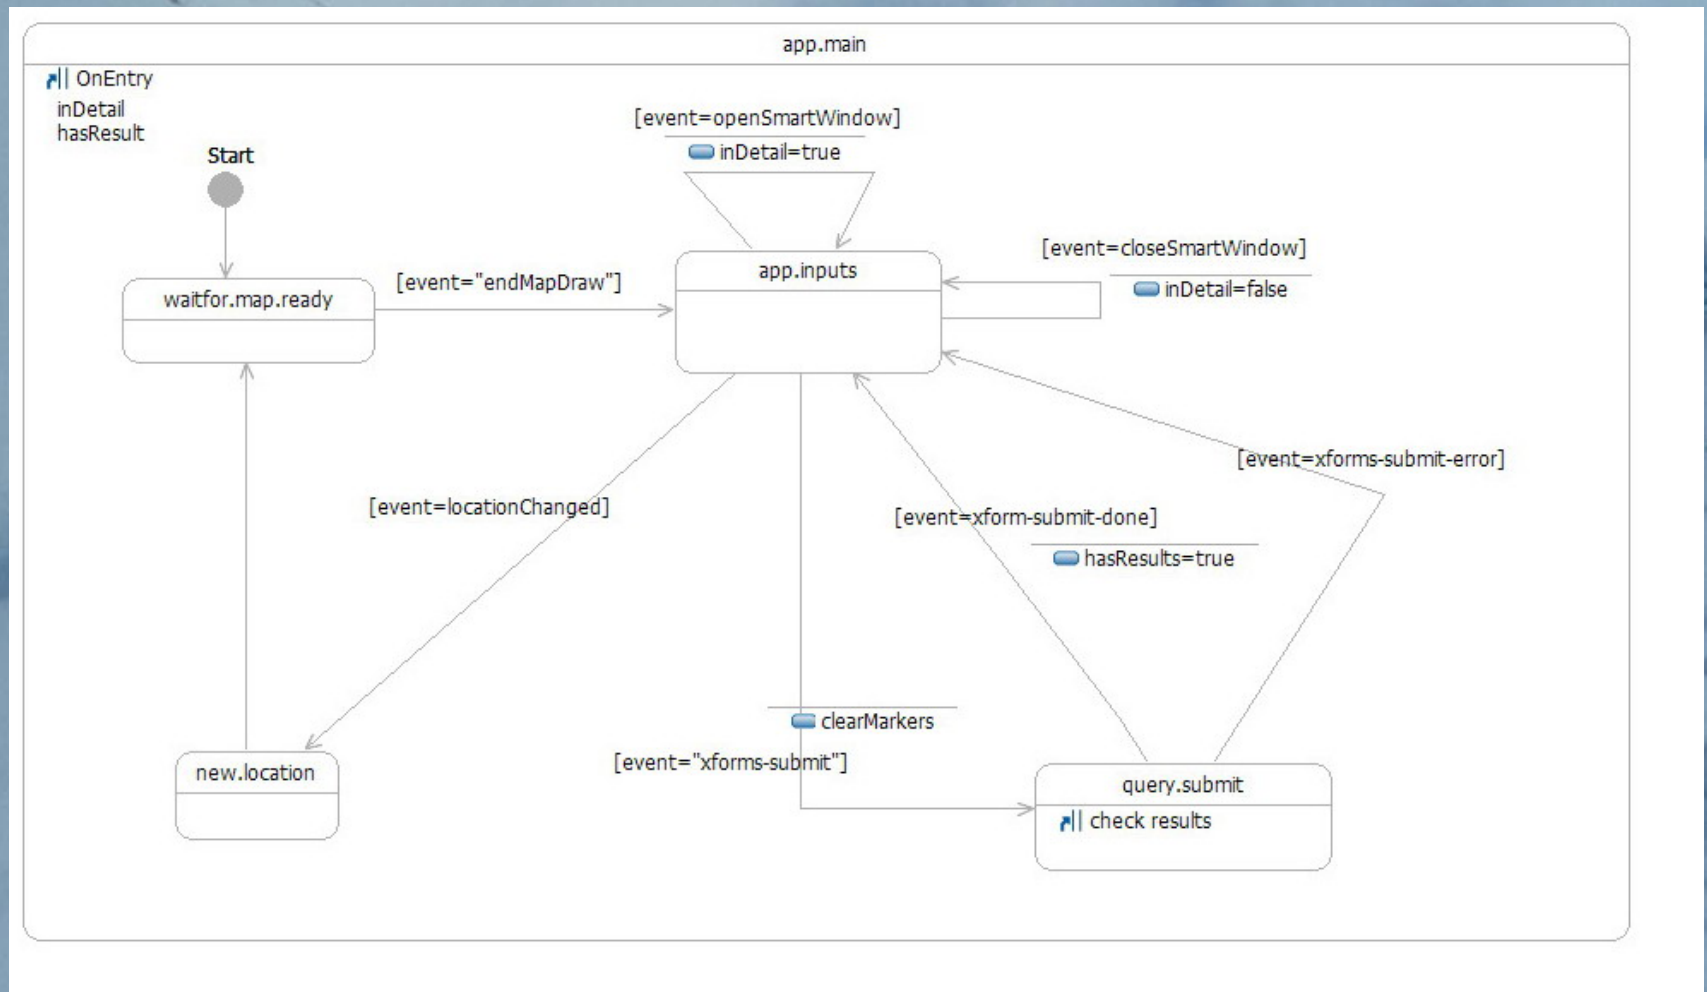 app.main
OnEntry
inDetail
hasResult
Start
[event=openSmartWindow]
inDetail=true
[event=closeSmartWindow]
inDetail=false
app.inputs
[event="endMapDraw"]
waitfor.map.ready
[event=xforms-submit-error]
[event=locationChanged]
[event=xform-submit-done]
hasResults=true
clearMarkers
[event="xforms-submit"]
new.location
query.submit
check results